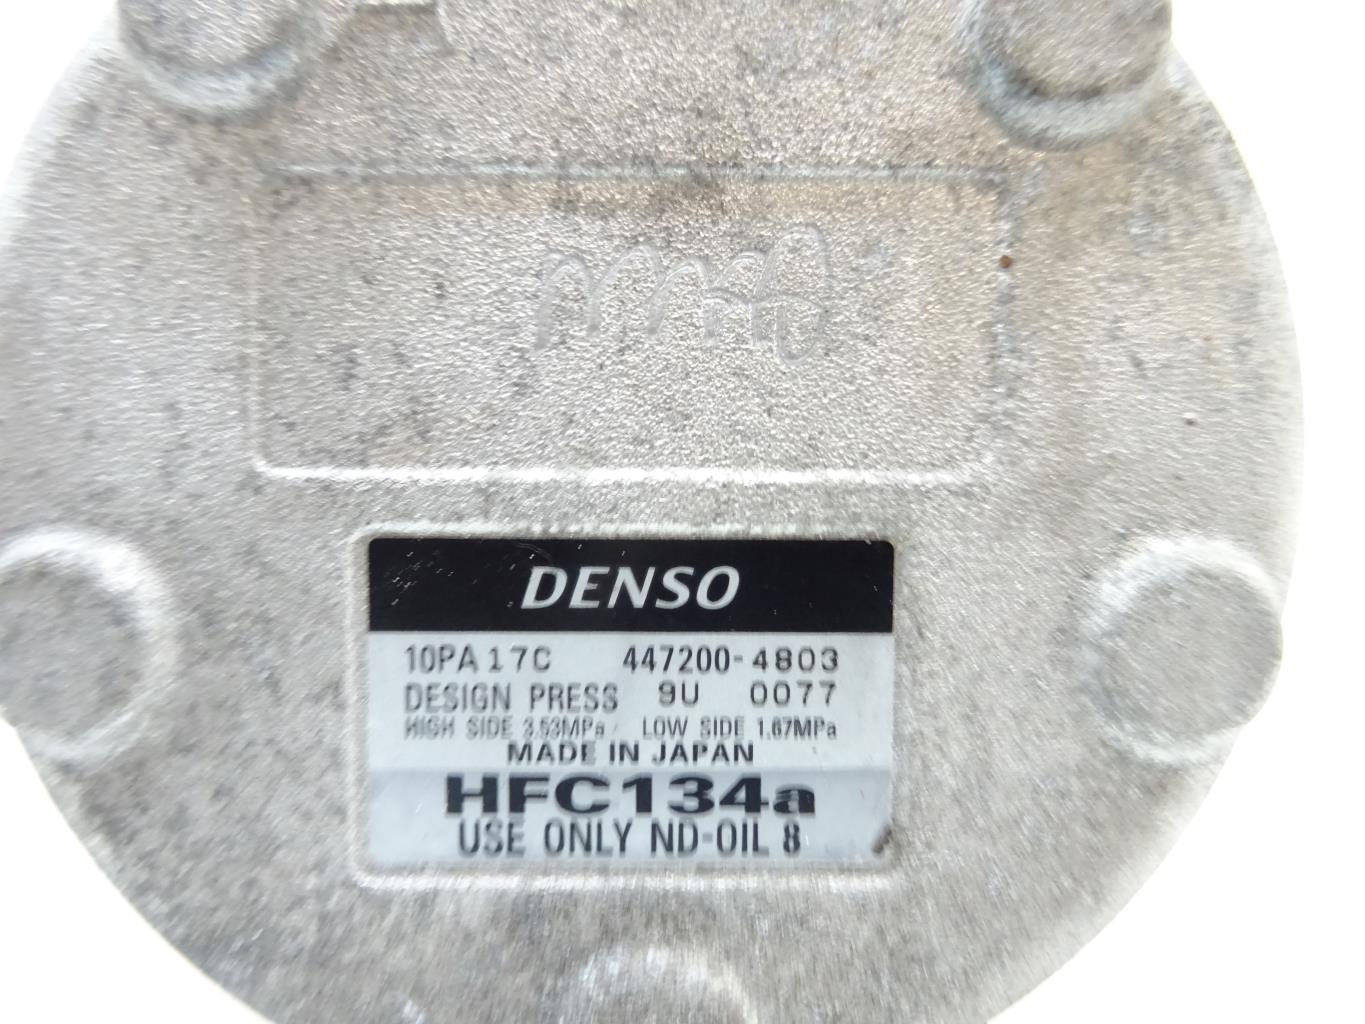 DENSO
10PA17C 447200-4803
DESIGN PRESS 9U 0077
HIGH SIDE 3.53MPa LOW SIDE 1.67MPa
MADE IN JAPAN
HFC134a
USE ONLY ND-OIL 8